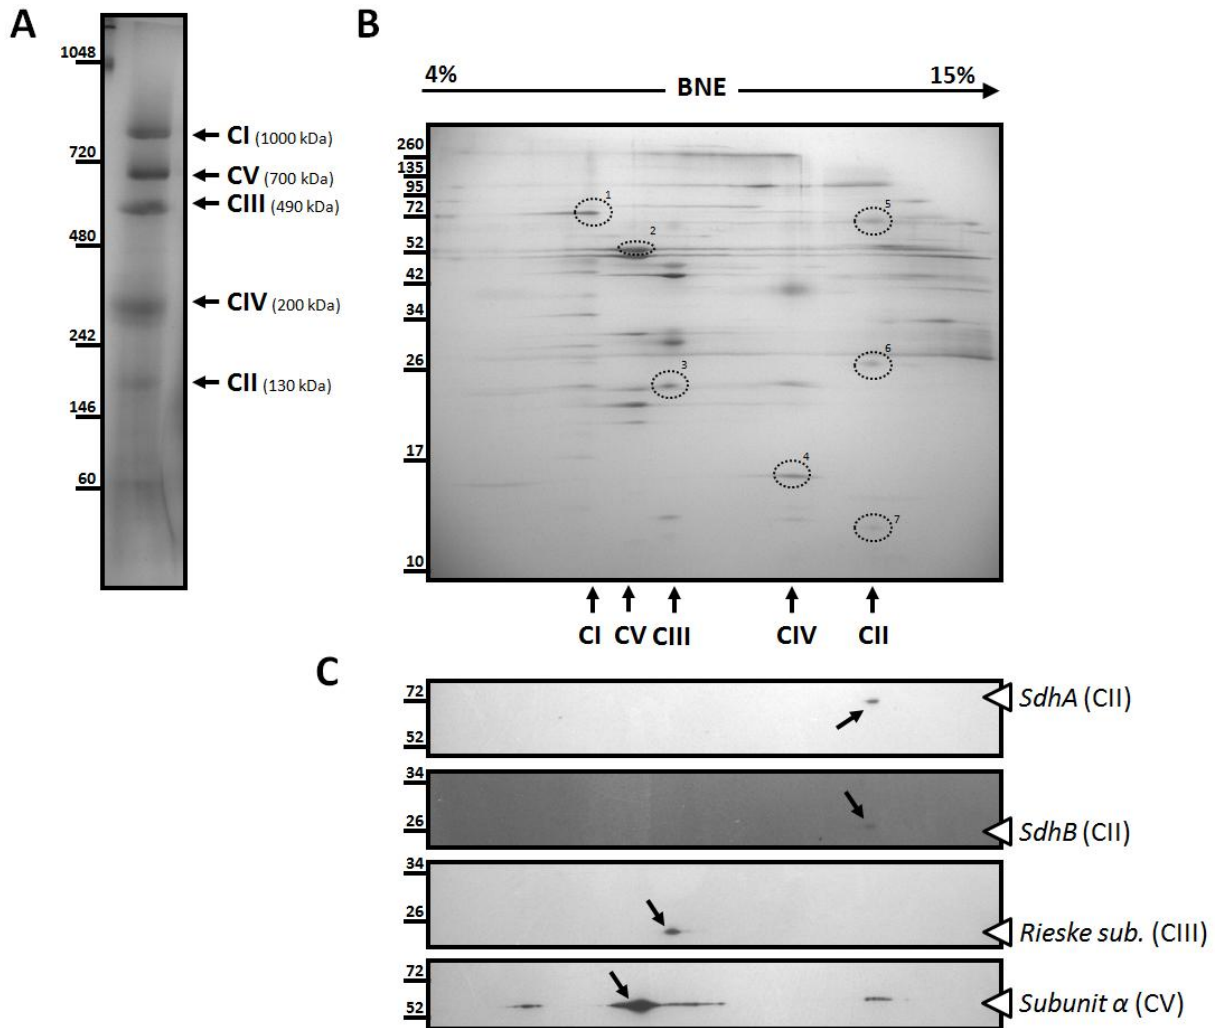 A
1048
720
480
242
146
60
CI (1000 kDa)
CV (700 kDa)
CIII (490 kDa)
CIV (200 kDa)
CII (130 kDa)
B
4% BNE 15%
260
135
95
72
52
42
34
26
17
10
1
2
3
4
5
6
7
CI CV CIII CIV CII
C
72
52
SdhA (CII)
34
26
SdhB (CII)
34
26
Rieske sub. (CIII)
72
52
Subunit α (CV)